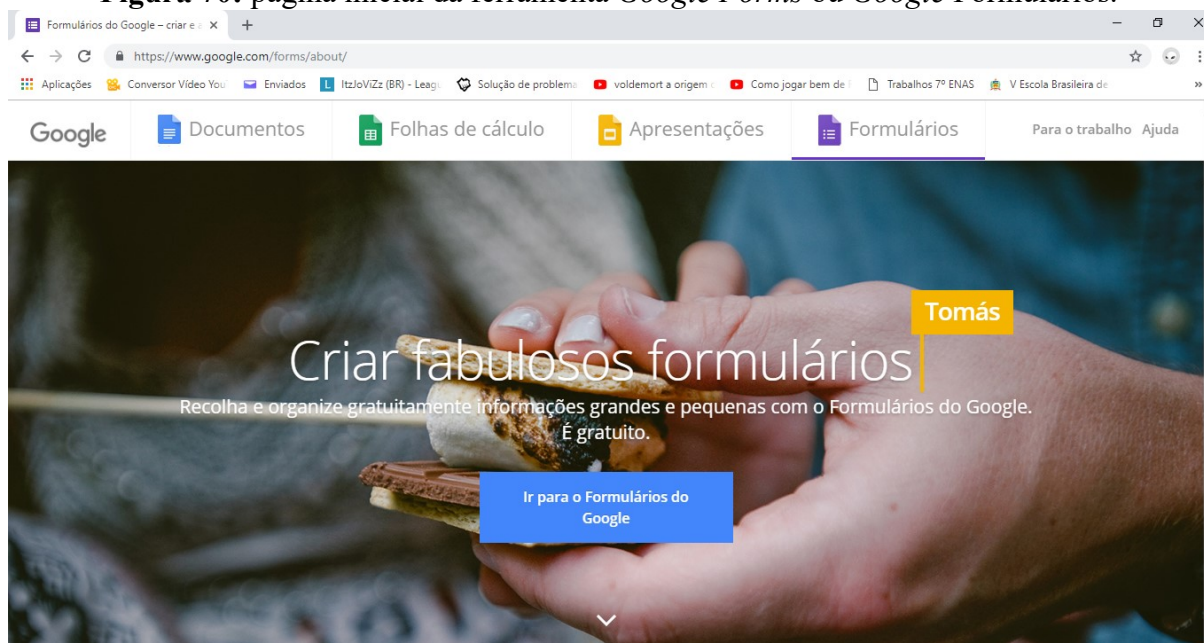 página inicial da ferramenta Google Forms ou Google Formulários.
Formulários do Google – criar e a
https://www.google.com/forms/about/
Aplicações Conversor Vídeo You Enviados ItzJoViZz (BR) - Leagu Solução de problema voldemort a origem Como jogar bem de Trabalhos 7º ENAS V Escola Brasileira de
Google Documentos Folhas de cálculo Apresentações Formulários Para o trabalho Ajuda
Tomás
Criar fabulosos formulários
Recolha e organize gratuitamente informações grandes e pequenas com o Formulários do Google.
É gratuito.
Ir para o Formulários do
Google